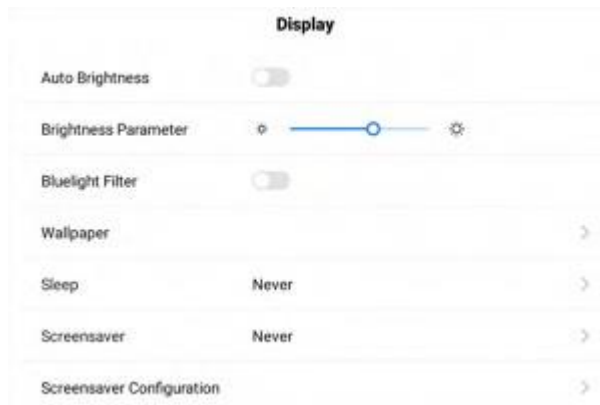 Display
Auto Brightness
Brightness Parameter
Bluelight Filter
Wallpaper
Sleep Never
Screensaver Never
Screensaver Configuration